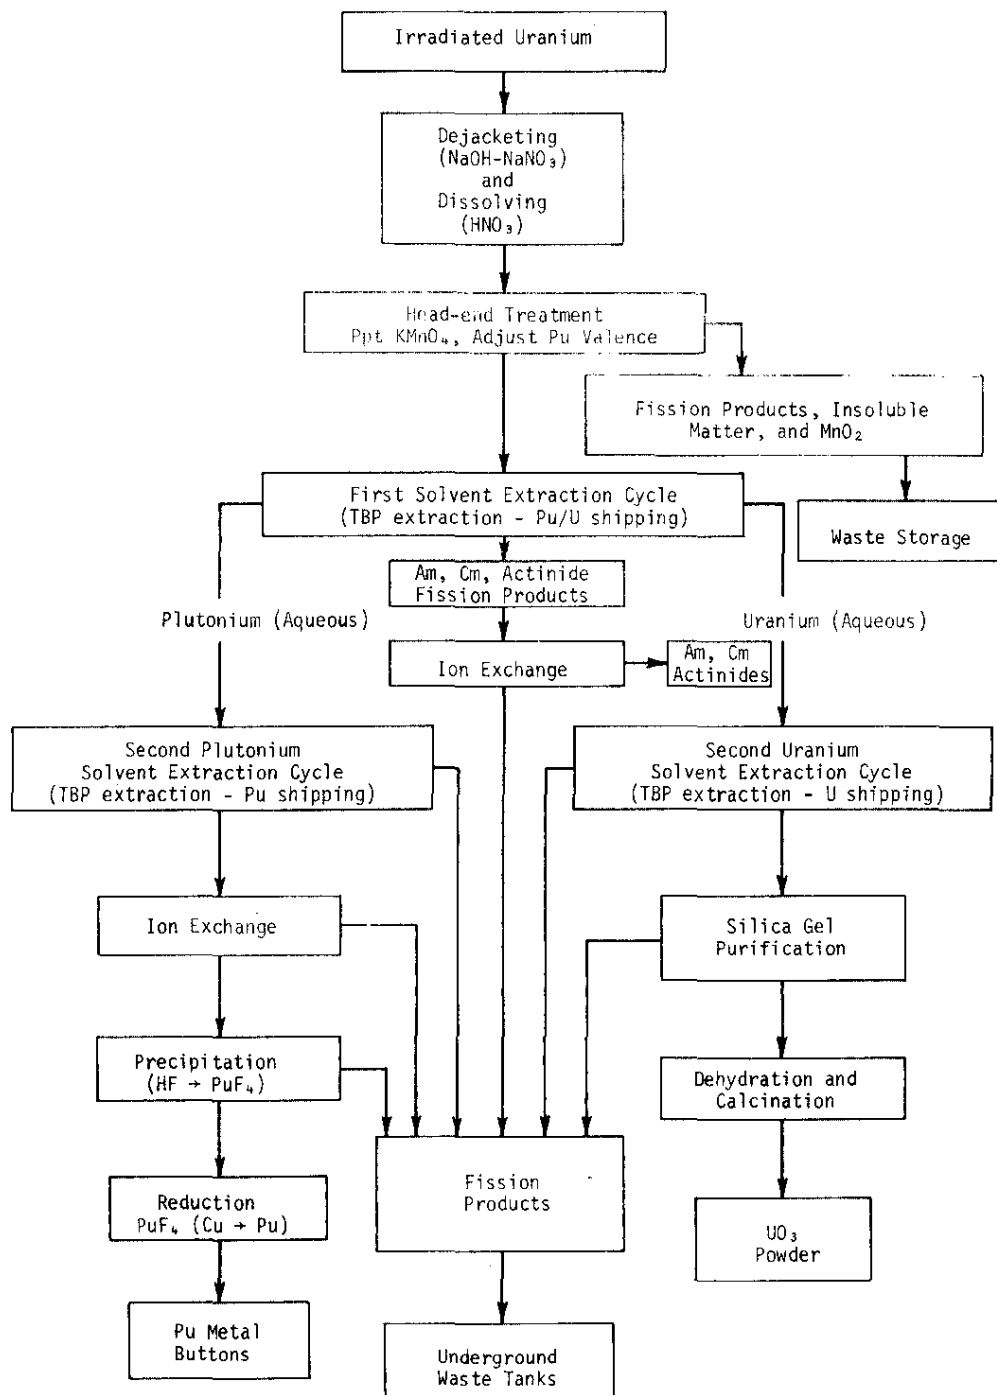 Irradiated Uranium
Dejacketing
(NaOH-NaNO₃)
and
Dissolving
(HNO₃)
Head-end Treatment
Ppt KMnO₄, Adjust Pu Valence
Fission Products, Insoluble
Matter, and MnO₂
Waste Storage
First Solvent Extraction Cycle
(TBP extraction - Pu/U shipping)
Am, Cm, Actinide
Fission Products
Plutonium (Aqueous)
Uranium (Aqueous)
Ion Exchange
Am, Cm
Actinides
Second Plutonium
Solvent Extraction Cycle
(TBP extraction - Pu shipping)
Second Uranium
Solvent Extraction Cycle
(TBP extraction - U shipping)
Ion Exchange
Silica Gel
Purification
Precipitation
(HF → PuF₄)
Dehydration and
Calcination
Fission
Products
Reduction
PuF₄ (Cu → Pu)
UO₃
Powder
Pu Metal
Buttons
Underground
Waste Tanks